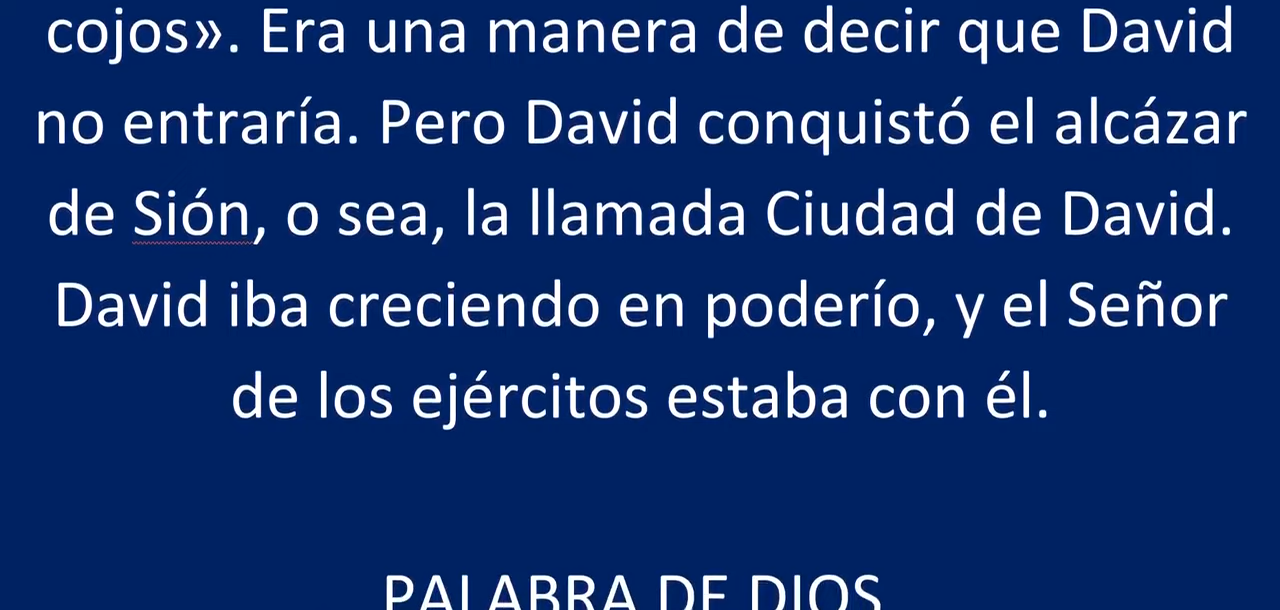 cojos». Era una manera de decir que David
no entraría. Pero David conquistó el alcázar
de Sión, o sea, la llamada Ciudad de David.
David iba creciendo en poderío, y el Señor
de los ejércitos estaba con él.
PALABRA DE DIOS